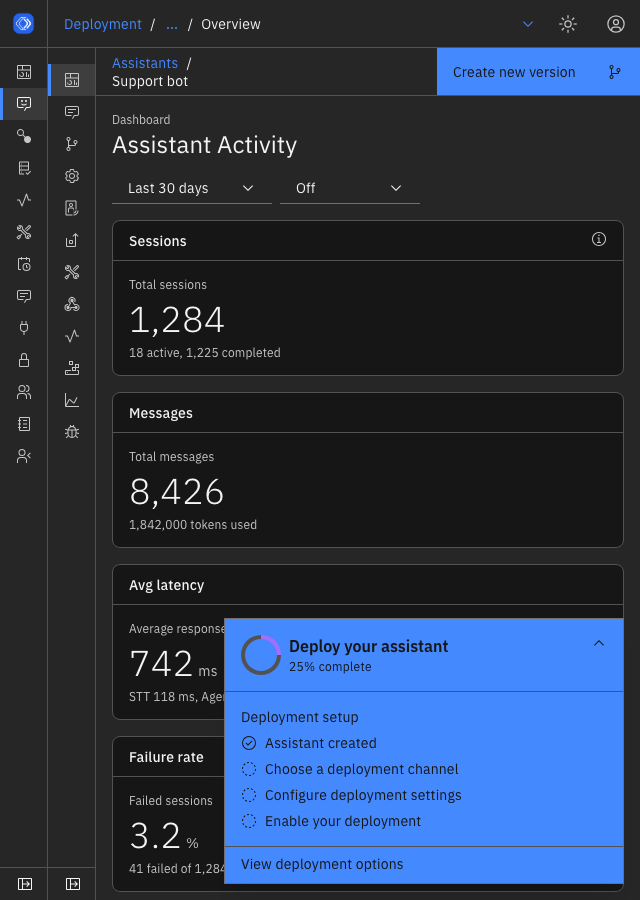 Deployment / ... / Overview
Assistants /
Support bot
Create new version
Dashboard
Assistant Activity
Last 30 days
Off
Sessions
Total sessions
1,284
18 active, 1,225 completed
Messages
Total messages
8,426
1,842,000 tokens used
Avg latency
Average response
742 ms
STT 118 ms,
Failure rate
Failed sessions
3.2 %
41 failed of 1,284
Deploy your assistant
25% complete
Deployment setup
Assistant created
Choose a deployment channel
Configure deployment settings
Enable your deployment
View deployment options